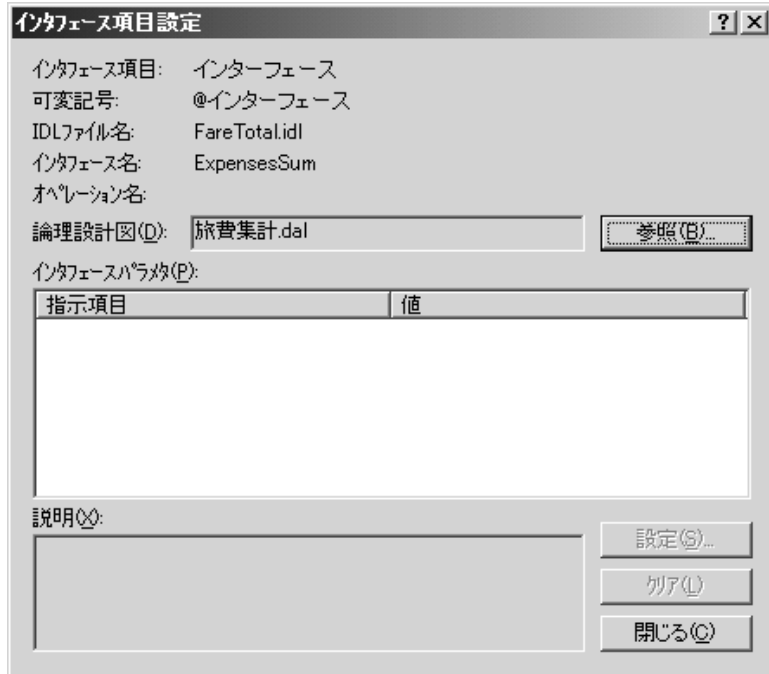 インタフェース項目設定
インタフェース項目: インターフェース
可変記号: @インターフェース
IDLファイル名: FareTotal.idl
インタフェース名: ExpensesSum
オペレーション名:
論理設計図(D): 旅費集計.dal 参照(B)...
インタフェースパラメタ(P):
指示項目 値
説明(X):
設定(S)...
クリア(L)
閉じる(C)